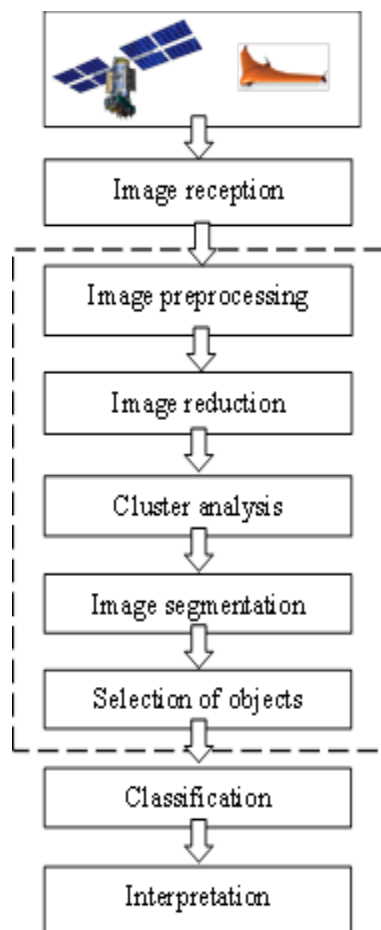 Image reception
Image preprocessing
Image reduction
Cluster analysis
Image segmentation
Selection of objects
Classification
Interpretation